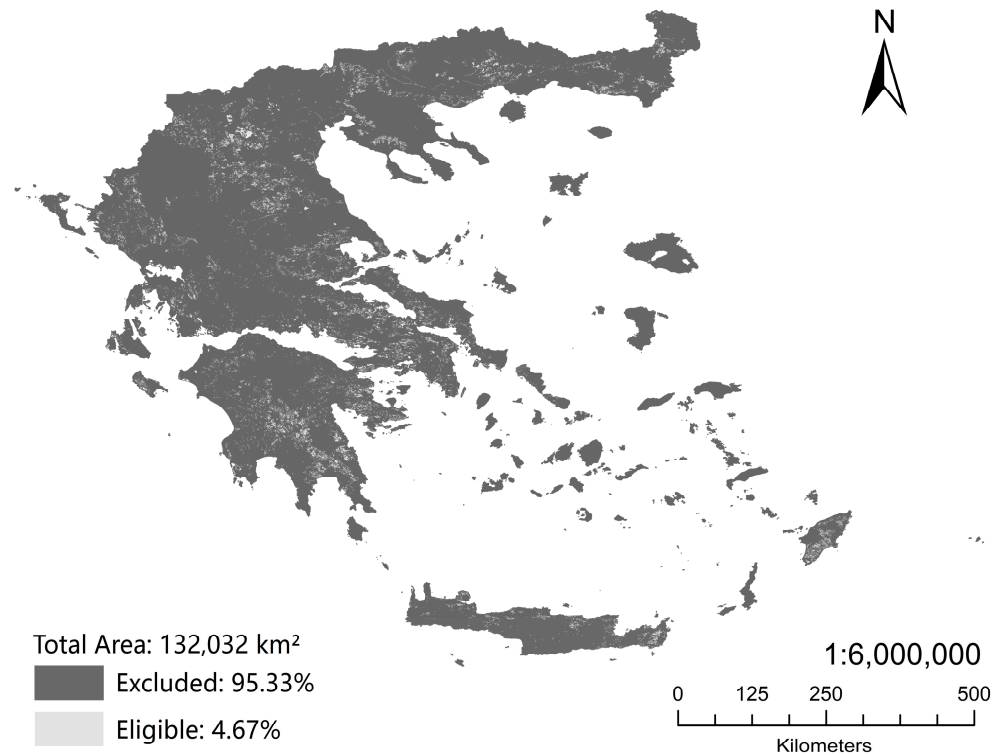 N
Total Area: 132,032 km²
Excluded: 95.33%
Eligible: 4.67%
1:6,000,000
0 125 250 500
Kilometers